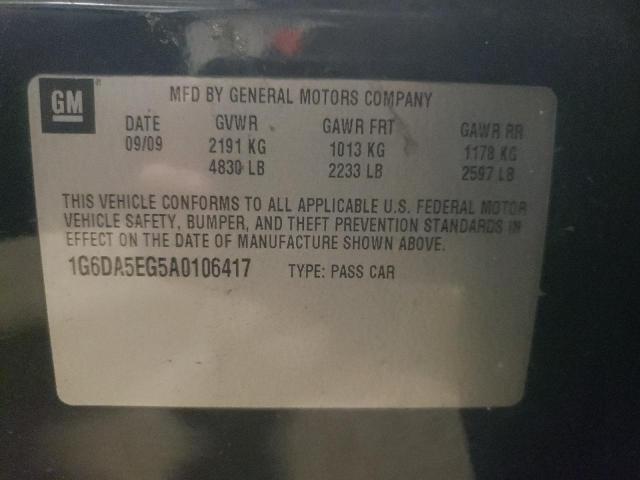 GM ® MFD BY GENERAL MOTORS COMPANY
DATE GVWR GAWR FRT GAWR RR
09/09 2191 KG 1013 KG 1178 KG
4830 LB 2233 LB 2597 LB
THIS VEHICLE CONFORMS TO ALL APPLICABLE U.S. FEDERAL MOTOR
VEHICLE SAFETY, BUMPER, AND THEFT PREVENTION STANDARDS IN
EFFECT ON THE DATE OF MANUFACTURE SHOWN ABOVE.
1G6DA5EG5A0106417 TYPE: PASS CAR